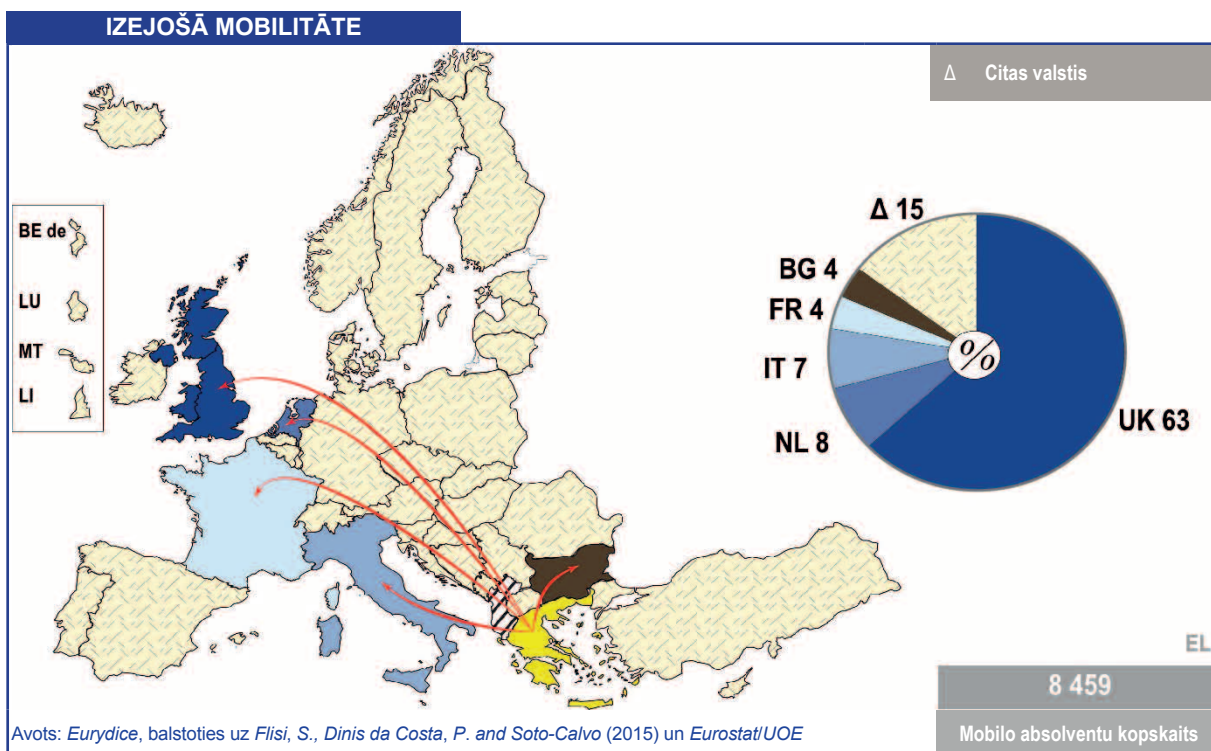 IZEJOŠĀ MOBILITĀTE
Δ Citas valstis
BE de
LU
MT
LI
Δ 15
BG 4
FR 4
IT 7
NL 8
UK 63
%
EL
8 459
Mobilo absolventu kopskaits
Avots: Eurydice, balstoties uz Flisi, S., Dinis da Costa, P. and Soto-Calvo (2015) un Eurostat/UOE